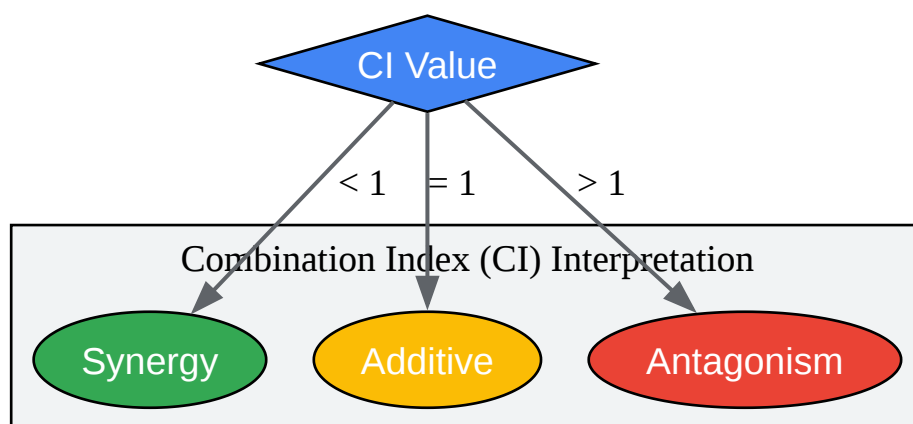 CI Value
< 1
= 1
> 1
Combination Index (CI) Interpretation
Synergy
Additive
Antagonism